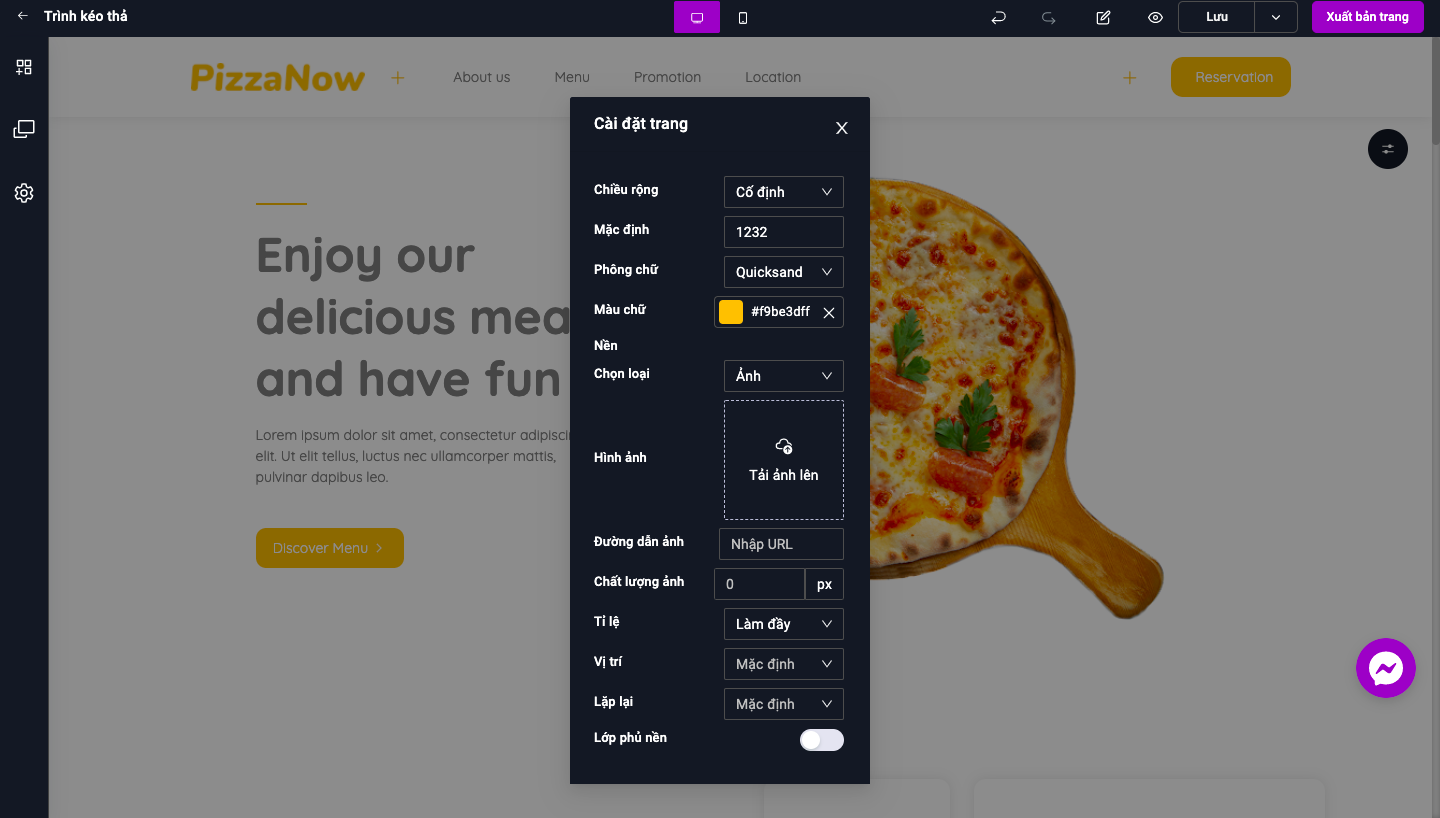 Trình kéo thả
Lưu
Xuất bản trang
PizzaNow
About us
Menu
Promotion
Location
Reservation
Cài đặt trang
Chiều rộng
Cố định
Mặc định
1232
Phông chữ
Quicksand
Màu chữ
#f9be3dff
Nền
Chọn loại
Ảnh
Hình ảnh
Tải ảnh lên
Đường dẫn ảnh
Nhập URL
Chất lượng ảnh
0
px
Tỉ lệ
Làm đầy
Vị trí
Mặc định
Lặp lại
Mặc định
Lớp phủ nền
Enjoy our
delicious mea
and have fun
Lorem ipsum dolor sit amet, consectetur adipiscin
elit. Ut elit tellus, luctus nec ullamcorper mattis,
pulvinar dapibus leo.
Discover Menu